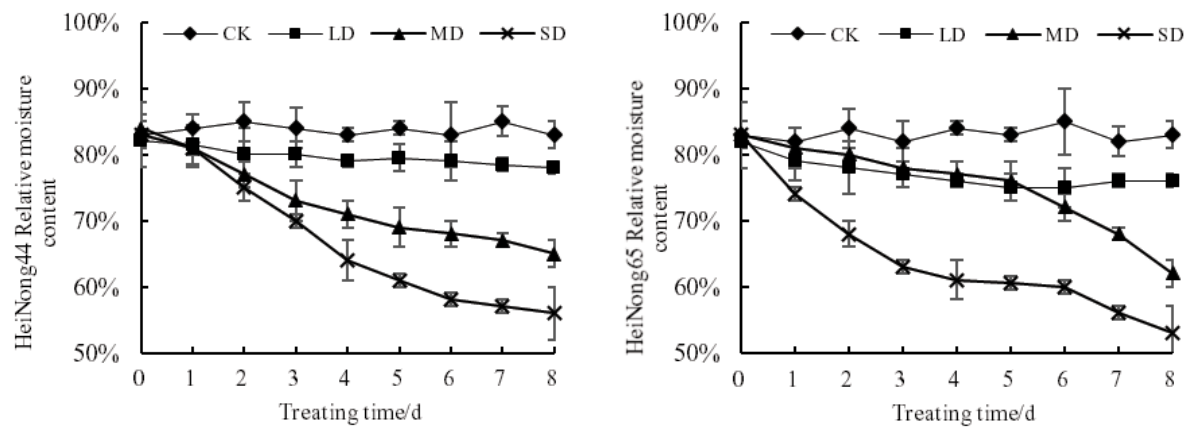 CK LD MD SD
100%
90%
80%
70%
60%
50%
HeiNong44 Relative moisture
content
0 1 2 3 4 5 6 7 8
Treating time/d
CK LD MD SD
100%
90%
80%
70%
60%
50%
HeiNong65 Relative moisture
content
0 1 2 3 4 5 6 7 8
Treating time/d